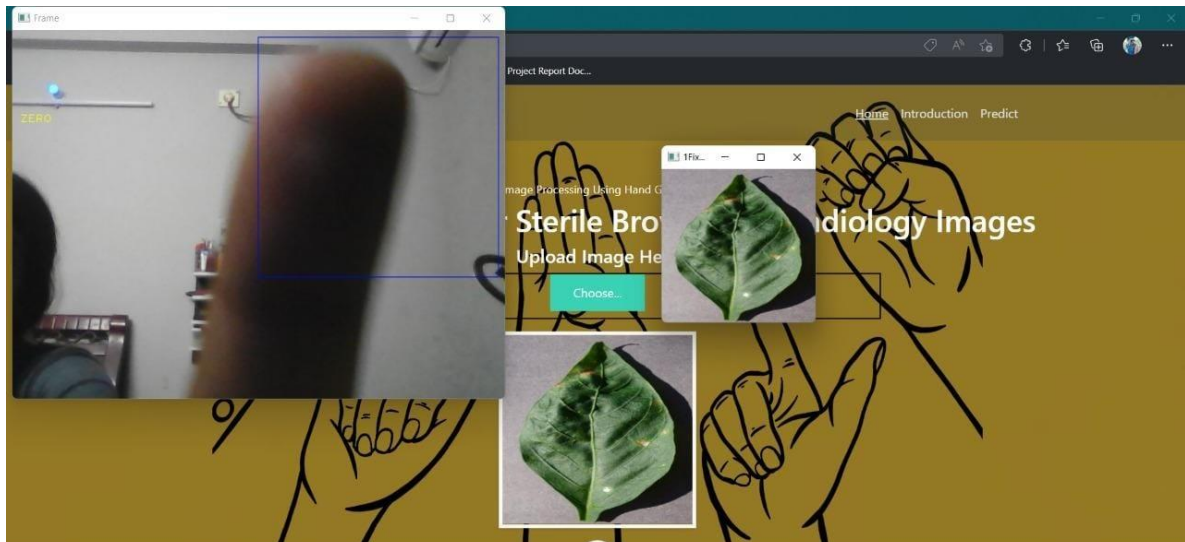 Frame
Project Report Doc...
ZERO
Home Introduction Predict
1Fix...
mage Processing Using Hand G
Sterile Bro diology Images
Upload Image He
Choose...